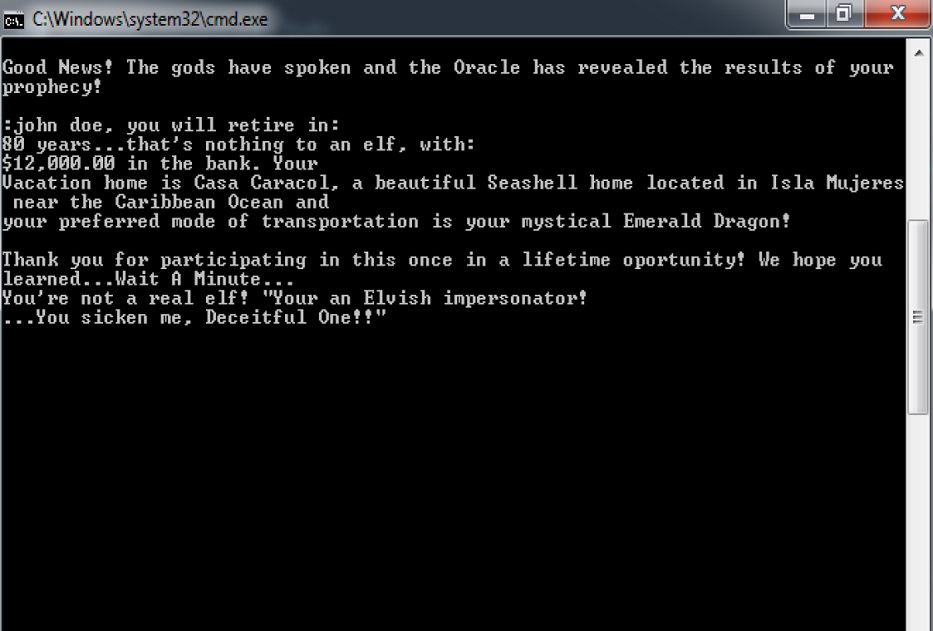 C:\Windows\system32\cmd.exe
Good News! The gods have spoken and the Oracle has revealed the results of your
prophecy!
:john doe, you will retire in:
80 years...that's nothing to an elf, with:
$12,000.00 in the bank. Your
Vacation home is Casa Caracol, a beautiful Seashell home located in Isla Mujeres
near the Caribbean Ocean and
your preferred mode of transportation is your mystical Emerald Dragon!
Thank you for participating in this once in a lifetime oportunity! We hope you
learned...Wait A Minute...
You're not a real elf! "Your an Elvish impersonator!
...You sicken me, Deceitful One!!"